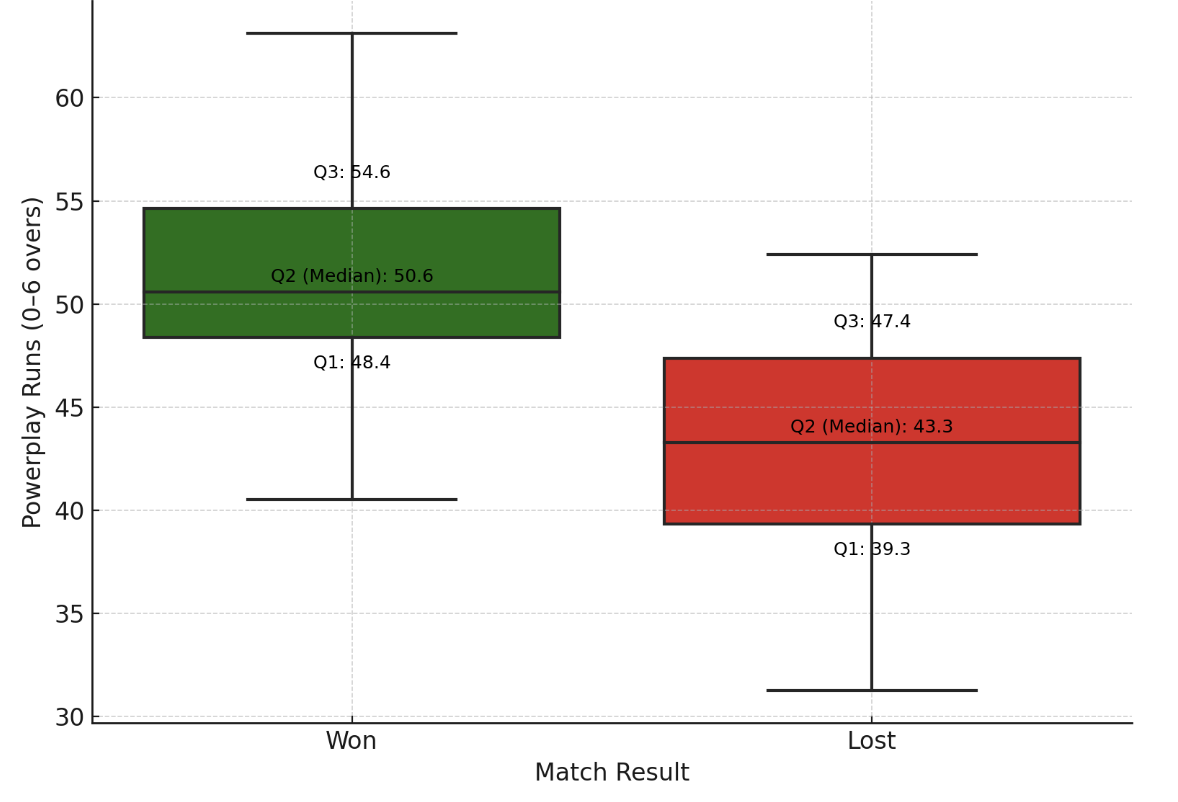 Powerplay Runs (0–6 overs)
60
55
50
45
40
35
30
Q3: 54.6
Q2 (Median): 50.6
Q1: 48.4
Q3: 47.4
Q2 (Median): 43.3
Q1: 39.3
Won
Lost
Match Result